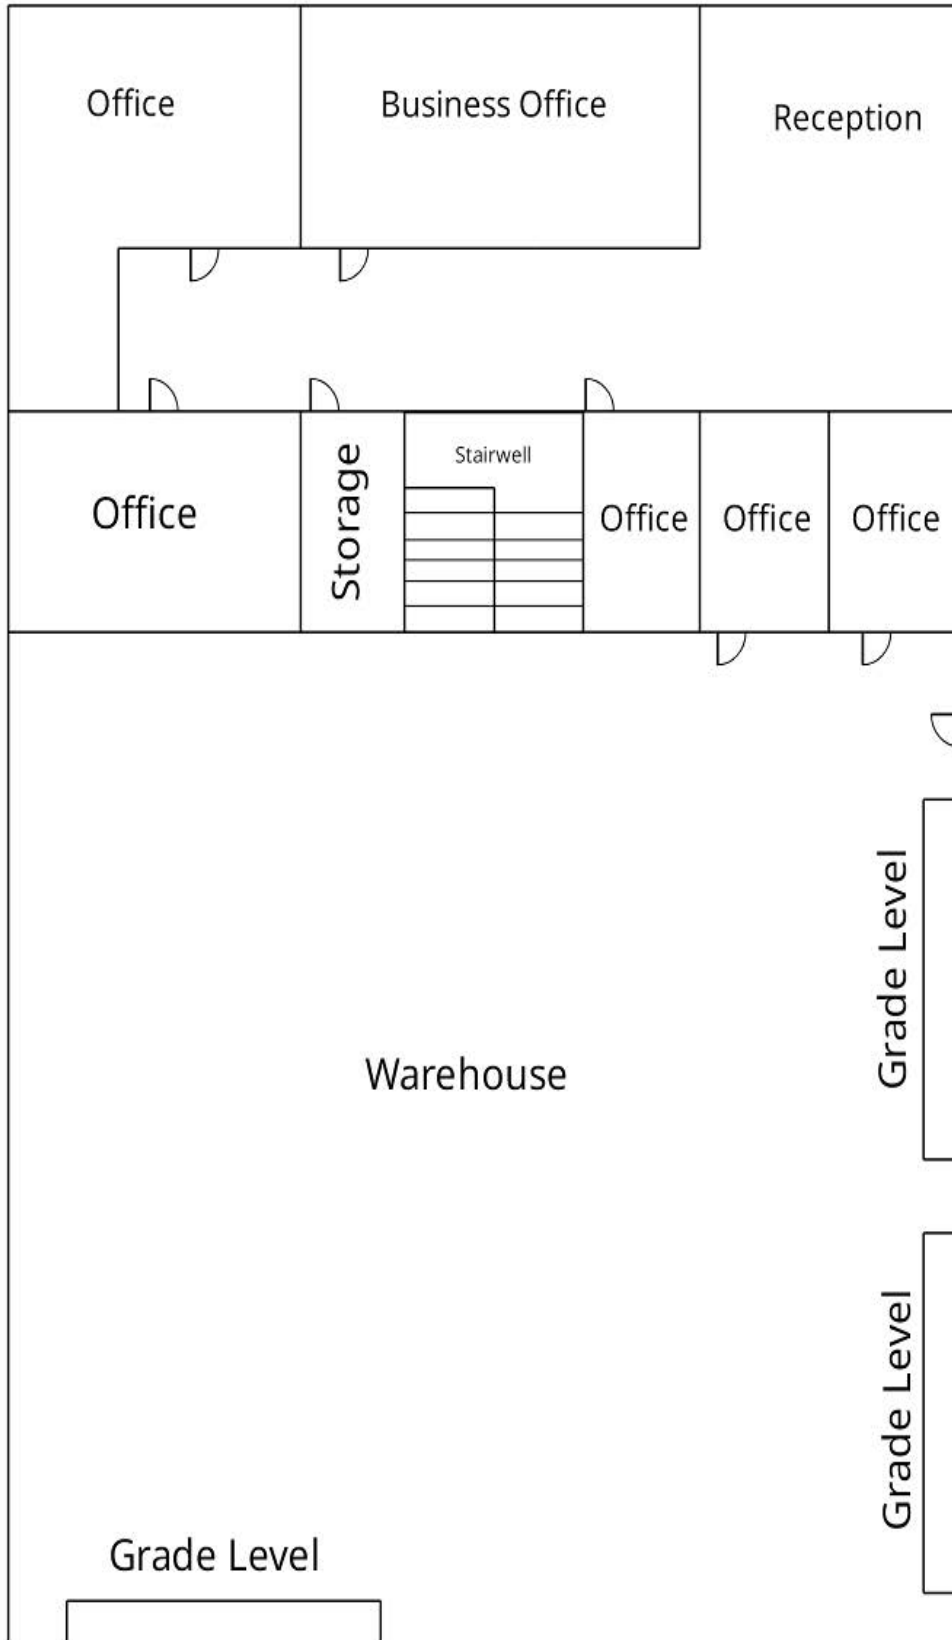 Office
Business Office
Reception
Office
Storage
Stairwell
Office
Office
Office
Grade Level
Warehouse
Grade Level
Grade Level